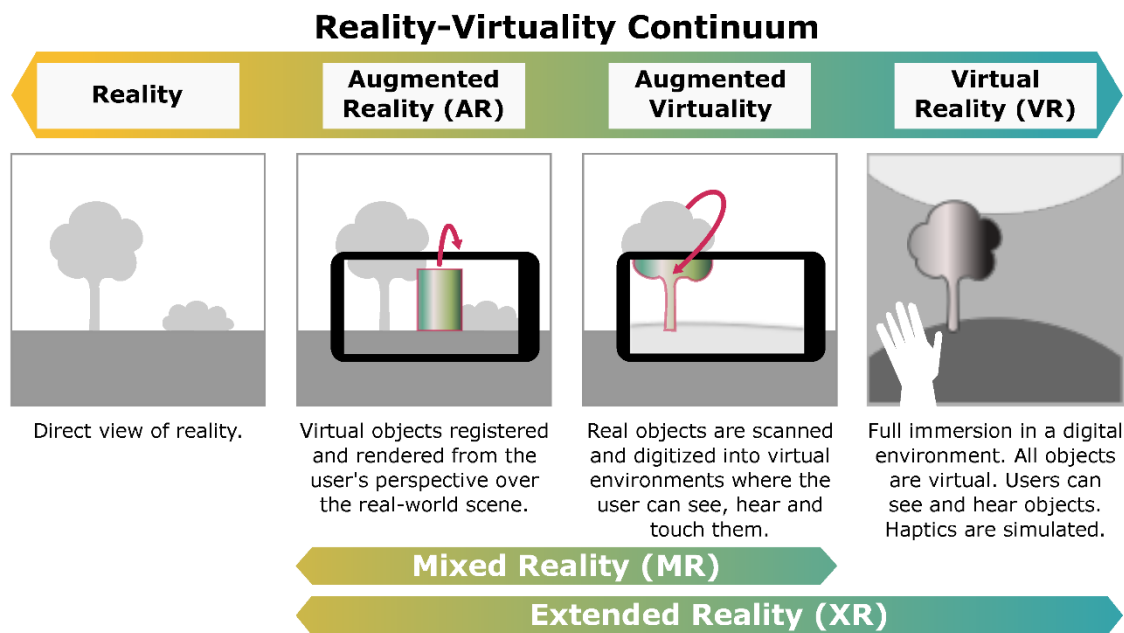 Reality-Virtuality Continuum
Reality
Augmented
Reality (AR)
Augmented
Virtuality
Virtual
Reality (VR)
Direct view of reality.
Virtual objects registered
and rendered from the
user's perspective over
the real-world scene.
Real objects are scanned
and digitized into virtual
environments where the
user can see, hear and
touch them.
Full immersion in a digital
environment. All objects
are virtual. Users can
see and hear objects.
Haptics are simulated.
Mixed Reality (MR)
Extended Reality (XR)